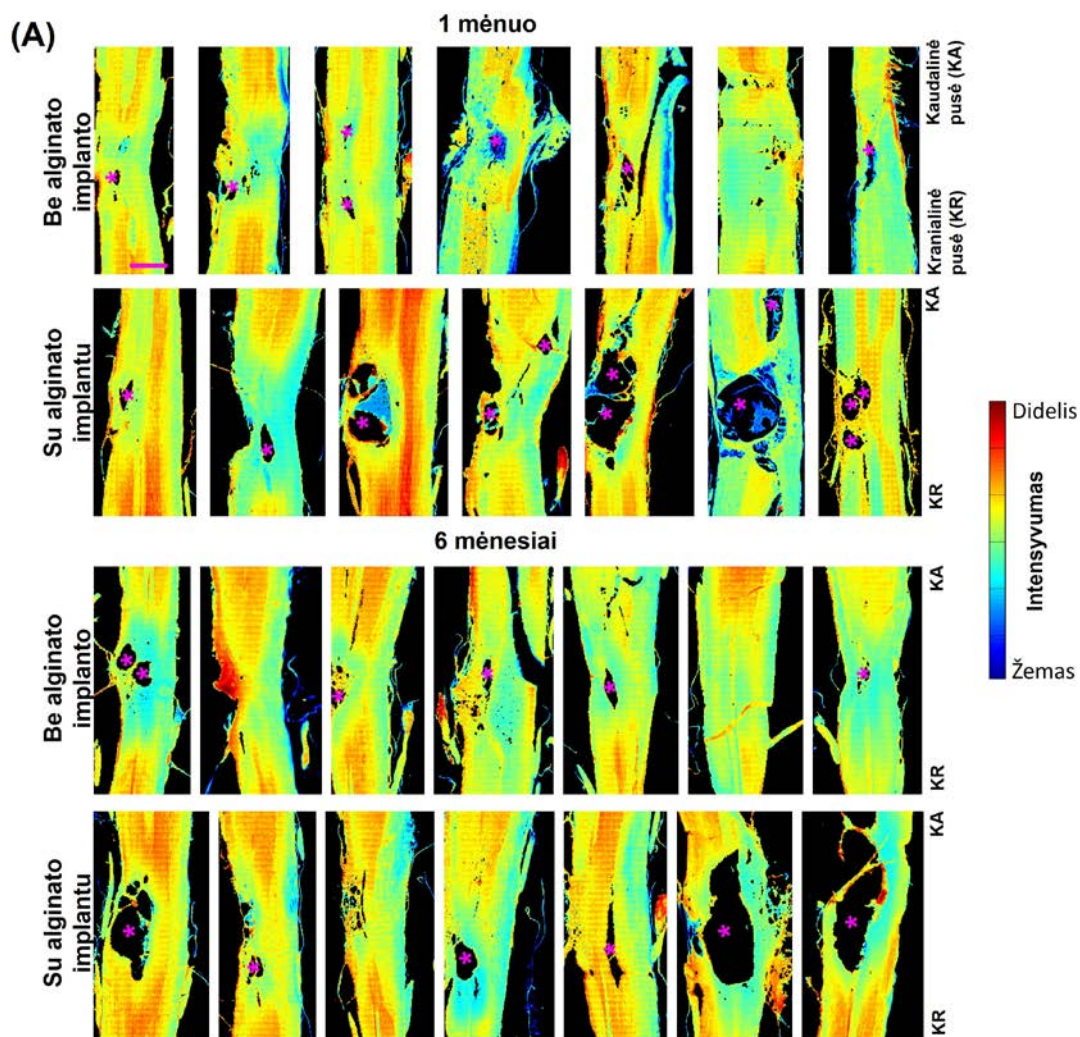 (A)
1 mėnuo
Be alginato
implanto
Kaudalinė
pusė (KA)
Kranialinė
pusė (KR)
Su alginato
implantu
KA
KR
6 mėnesiai
Be alginato
implanto
KA
KR
Su alginato
implantu
KA
KR
Didelis
Intensyvumas
Žemas